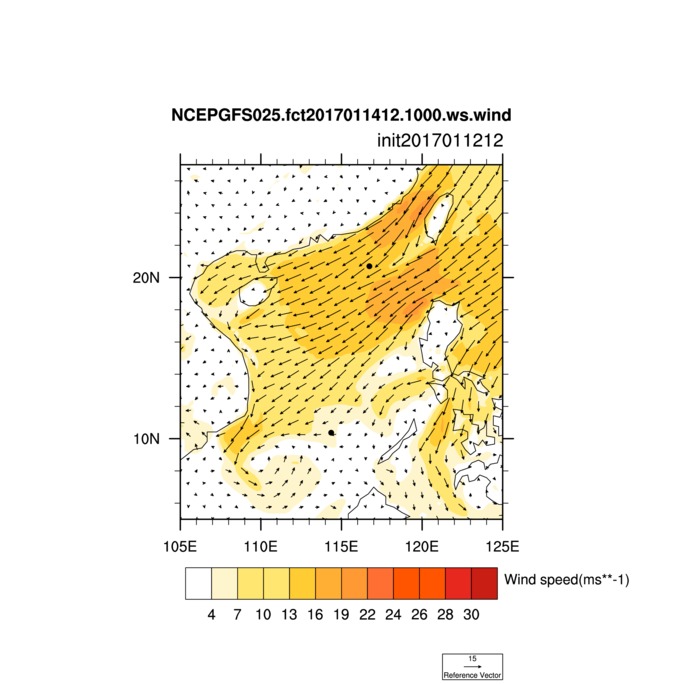 NCEPGFS025.fct2017011412.1000.ws.wind
init2017011212
20N
10N
105E 110E 115E 120E 125E
Wind speed(ms**-1)
4 7 10 13 16 19 22 24 26 28 30
15
Reference Vector